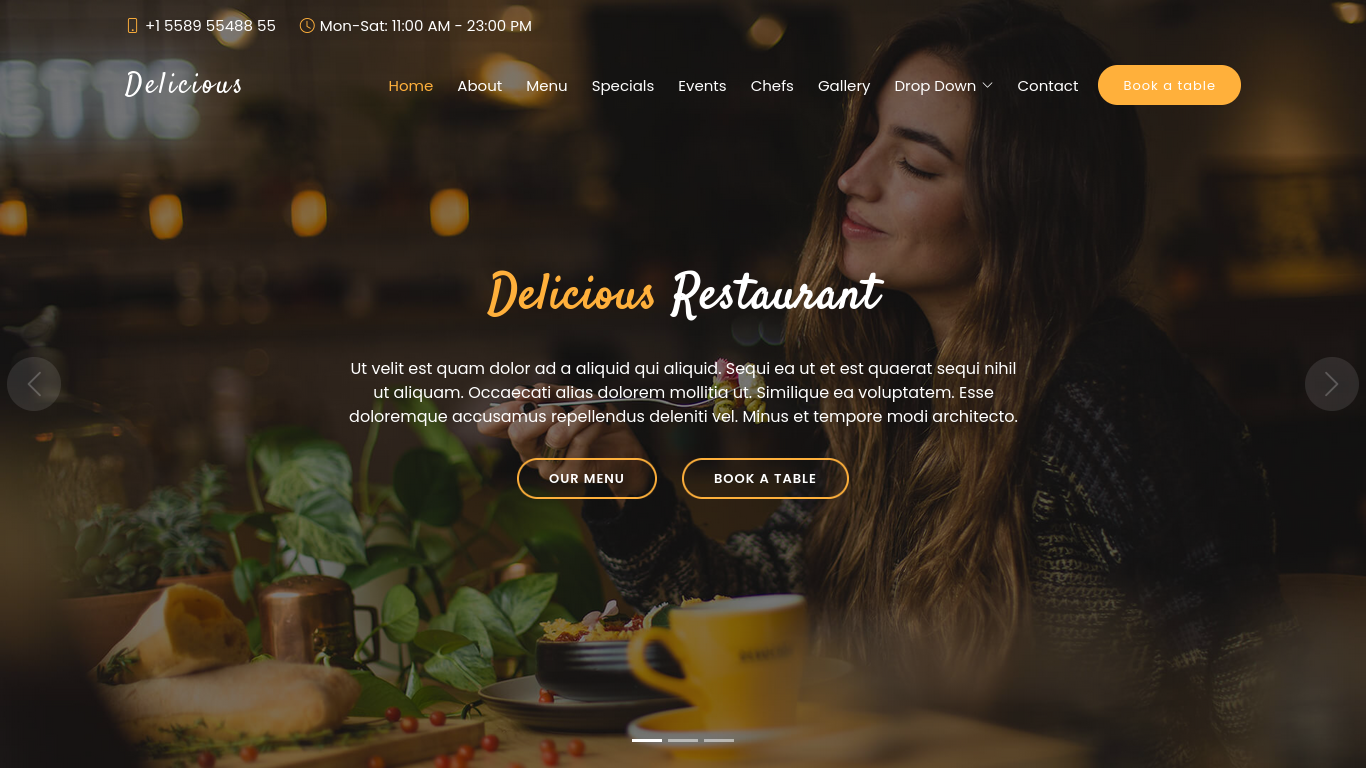 +1 5589 55488 55
Mon-Sat: 11:00 AM - 23:00 PM
Delicious
Home
About
Menu
Specials
Events
Chefs
Gallery
Drop Down
Contact
Book a table
Delicious Restaurant
Ut velit est quam dolor ad a aliquid qui aliquid. Sequi ea ut et est quaerat sequi nihil
ut aliquam. Occaecati alias dolorem mollitia ut. Similique ea voluptatem. Esse
doloremque accusamus repellendus deleniti vel. Minus et tempore modi architecto.
OUR MENU
BOOK A TABLE